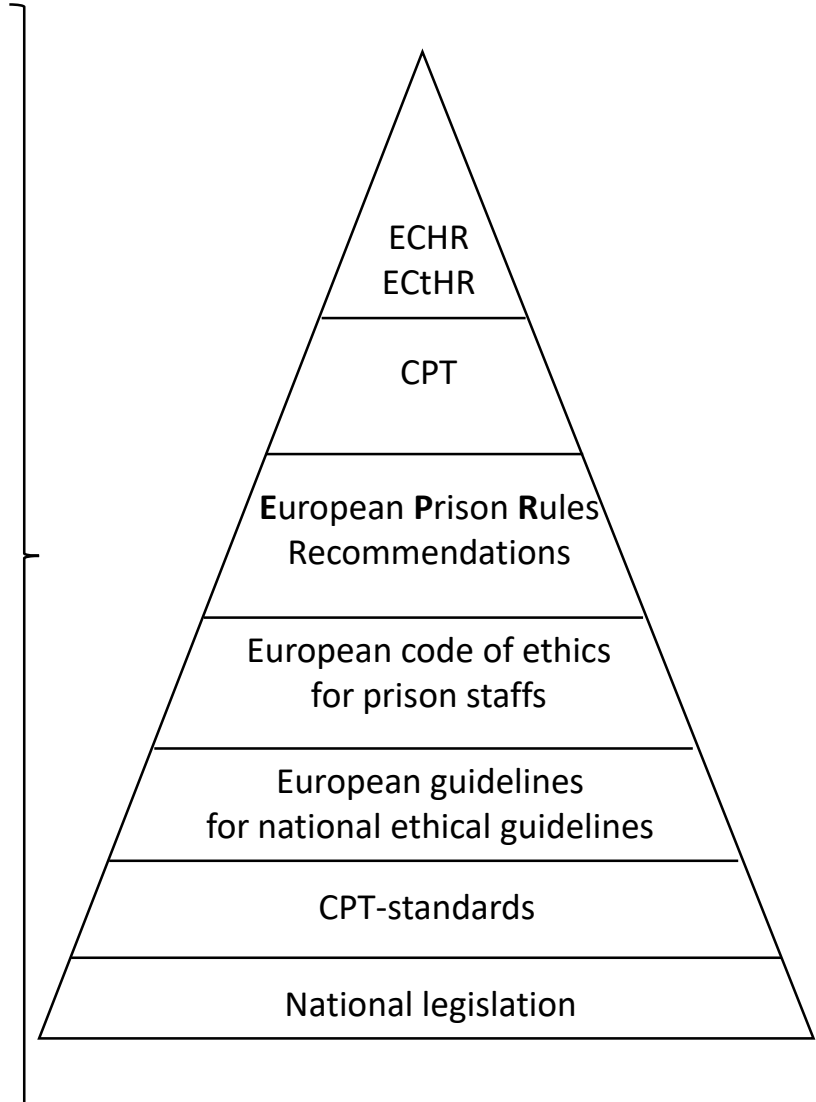 ECHR
ECtHR
CPT
European Prison Rules
Recommendations
European code of ethics
for prison staffs
European guidelines
for national ethical guidelines
CPT-standards
National legislation